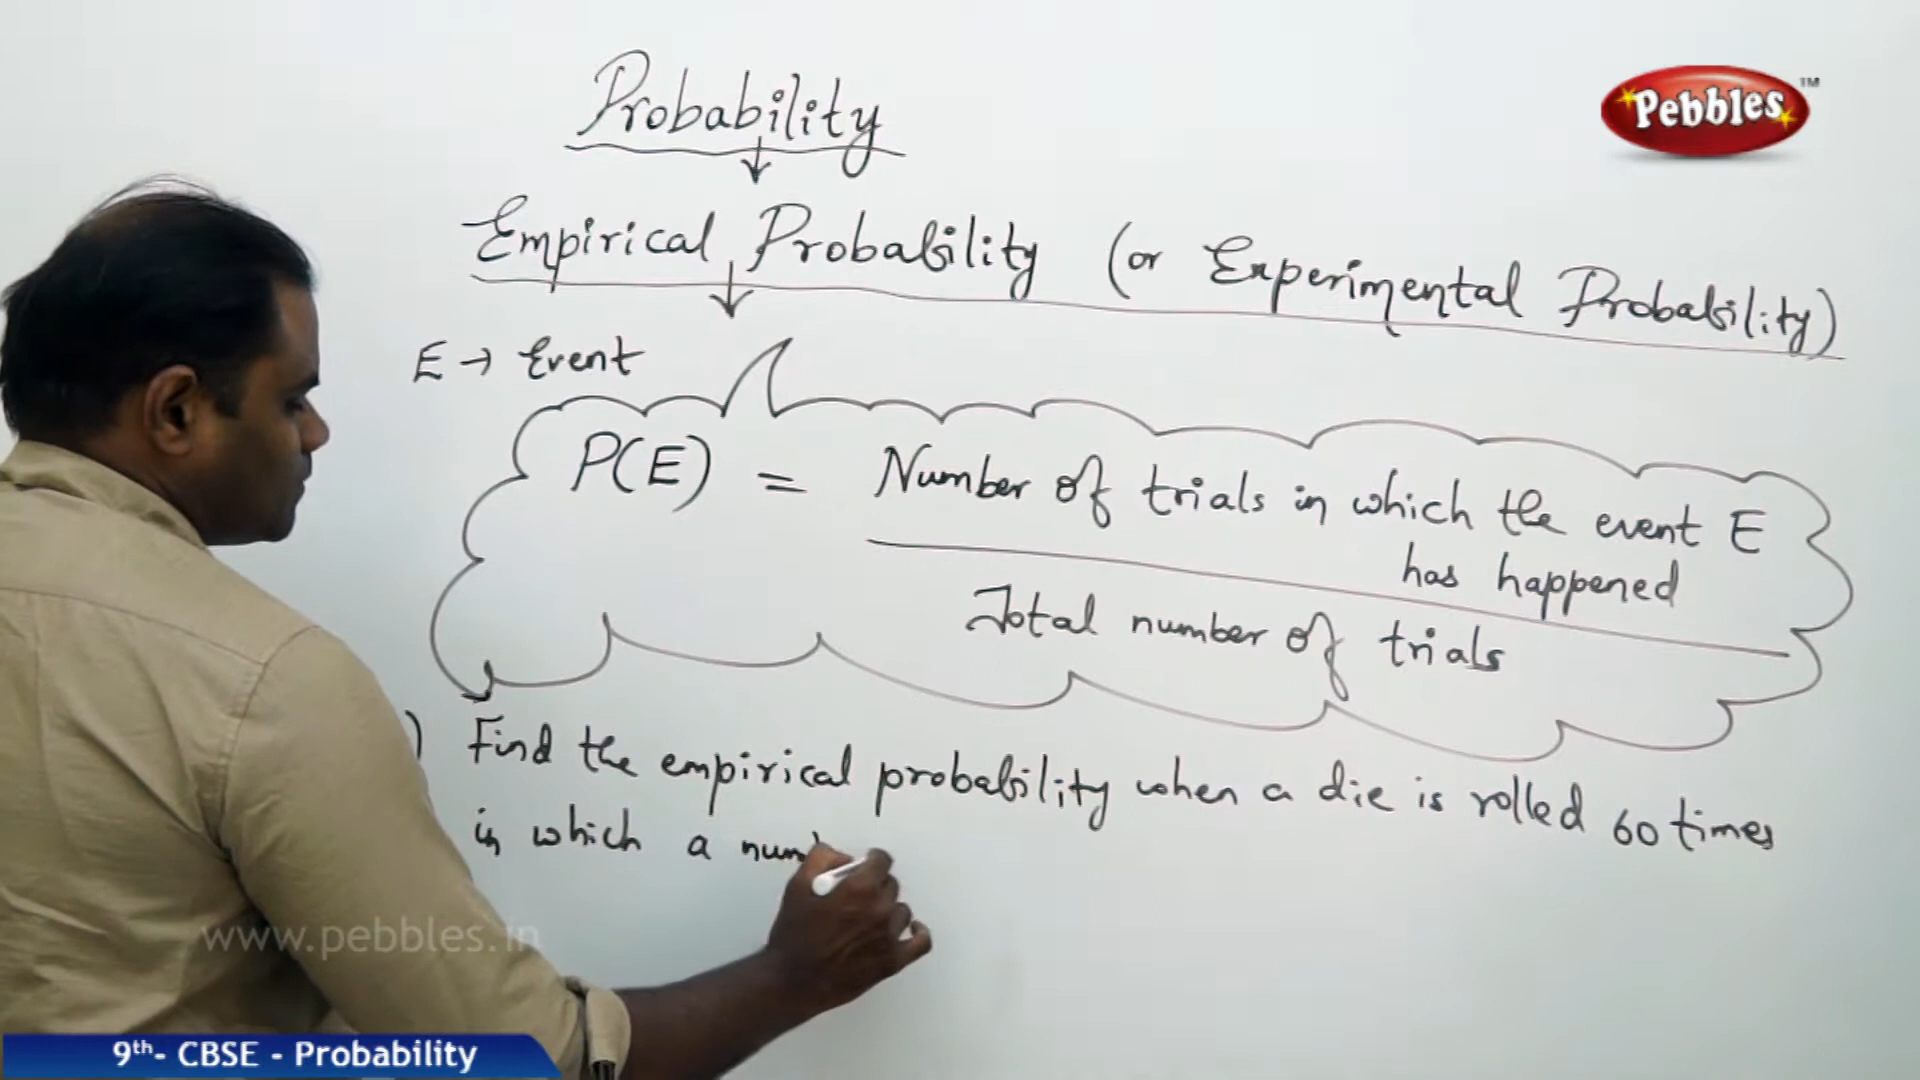 Probability
Pebbles™
Empirical Probability (or Experimental Probability)
E → Event
P(E) = Number of trials in which the event E
has happened
Total number of trials
) Find the empirical probability when a die is rolled 60 times
in which a num
www.pebbles.in
9th- CBSE - Probability